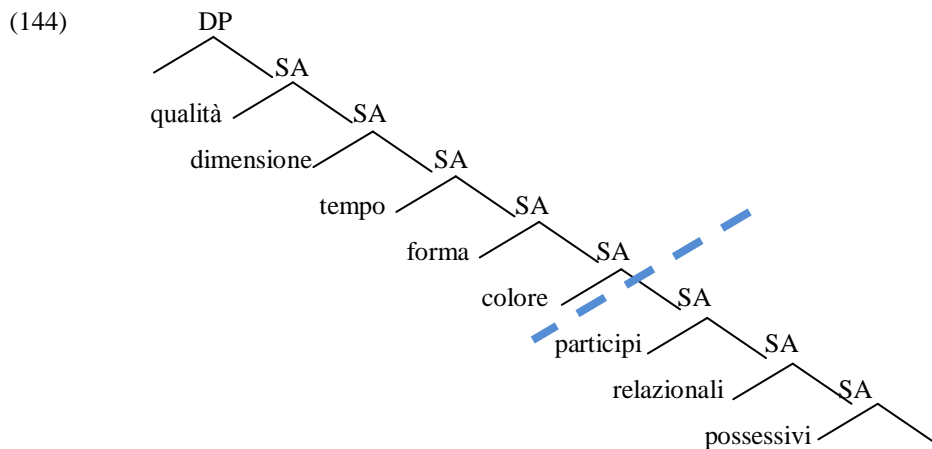 (144) DP
SA
qualità SA
dimensione SA
tempo SA
forma SA
colore SA
participi SA
relazionali SA
possessivi